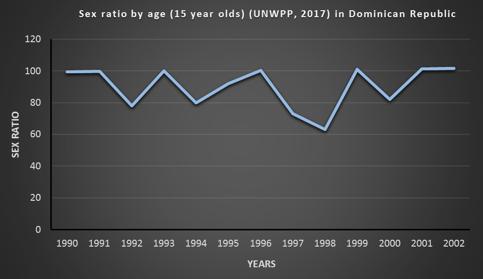 Sex ratio by age (15 year olds) (UNWPP, 2017) in Dominican Republic
120
100
80
60
40
20
0
SEX RATIO
1990 1991 1992 1993 1994 1995 1996 1997 1998 1999 2000 2001 2002
YEARS